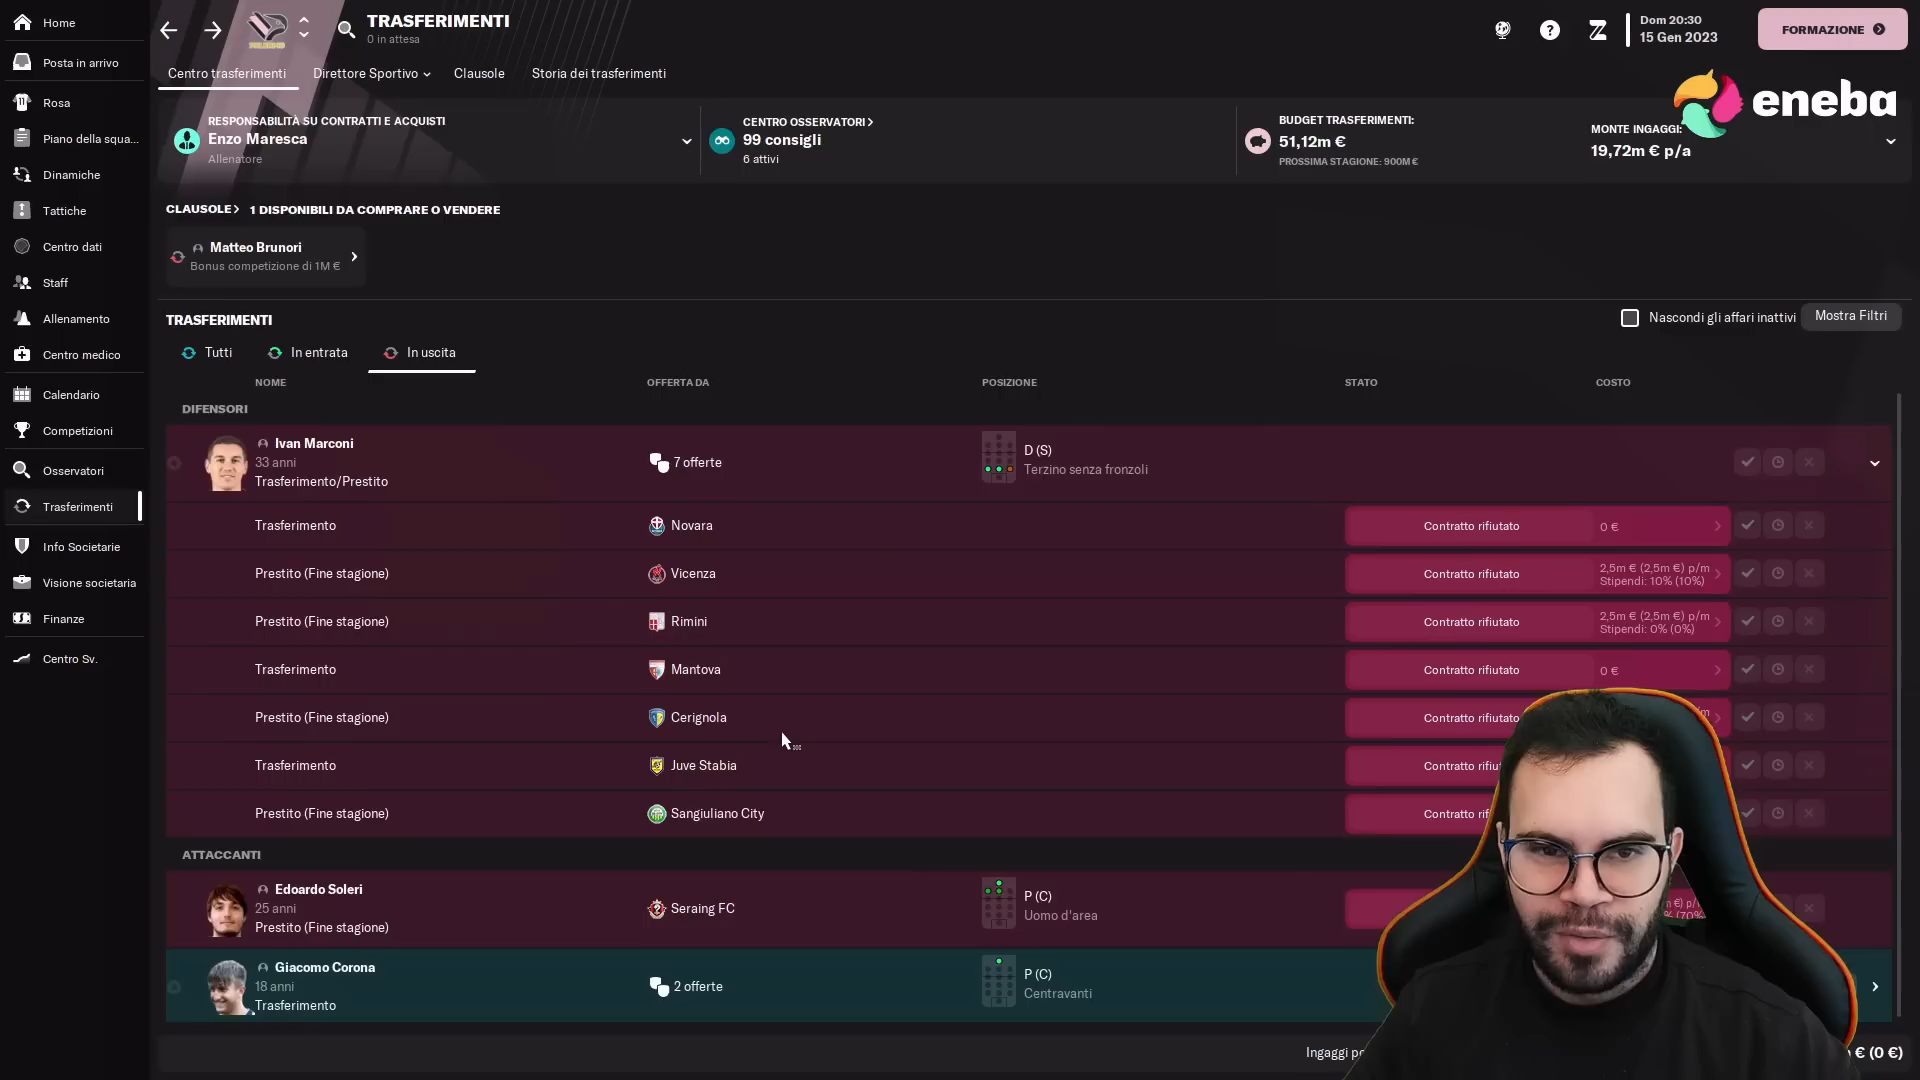 Home
Posta in arrivo
Rosa
Piano della squa...
Dinamiche
Tattiche
Centro dati
Staff
Allenamento
Centro medico
Calendario
Competizioni
Osservatori
Trasferimenti
Info Societarie
Visione societaria
Finanze
Centro Sv.
TRASFERIMENTI
0 in attesa
Dom 20:30
15 Gen 2023
FORMAZIONE
Centro trasferimenti
Direttore Sportivo
Clausole
Storia dei trasferimenti
eneba
RESPONSABILITÀ SU CONTRATTI E ACQUISTI
Enzo Maresca
Allenatore
CENTRO OSSERVATORI >
99 consigli
6 attivi
BUDGET TRASFERIMENTI:
51,12m €
PROSSIMA STAGIONE: 900M €
MONTE INGAGGI:
19,72m € p/a
CLAUSOLE > 1 DISPONIBILI DA COMPRARE O VENDERE
Matteo Brunori
Bonus competizione di 1M €
TRASFERIMENTI
Nascondi gli affari inattivi
Mostra Filtri
Tutti
In entrata
In uscita
NOME OFFERTA DA POSIZIONE STATO COSTO
DIFENSORI
Ivan Marconi
33 anni
Trasferimento/Prestito
7 offerte
D (S)
Terzino senza fronzoli
Trasferimento Novara Contratto rifiutato 0 €
Prestito (Fine stagione) Vicenza Contratto rifiutato 2,5m € (2,5m €) p/m
Stipendi: 10% (10%)
Prestito (Fine stagione) Rimini Contratto rifiutato 2,5m € (2,5m €) p/m
Stipendi: 0% (0%)
Trasferimento Mantova Contratto rifiutato 0 €
Prestito (Fine stagione) Cerignola Contratto rifiutato
Trasferimento Juve Stabia Contratto rifiu
Prestito (Fine stagione) Sangiuliano City Contratto rif
ATTACCANTI
Edoardo Soleri
25 anni
Prestito (Fine stagione)
Seraing FC
P (C)
Uomo d'area
Giacomo Corona
18 anni
Trasferimento
2 offerte
P (C)
Centravanti
Ingaggi p
€ (0 €)